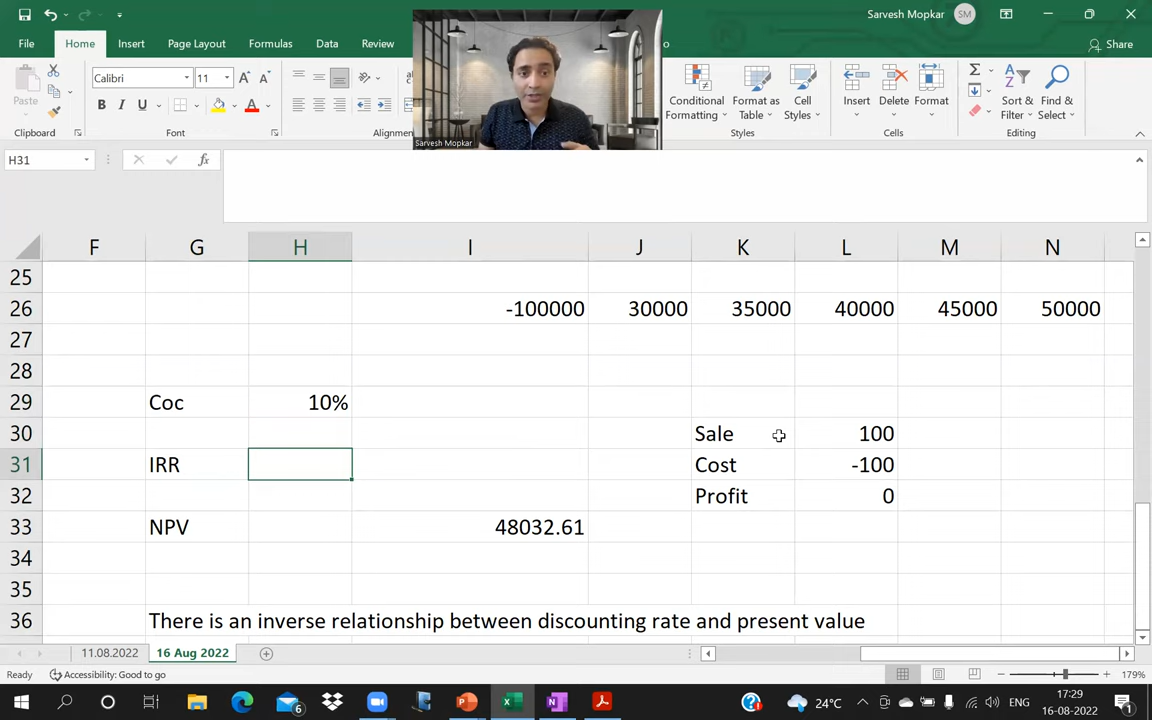 Sarvesh Mopkar SM
File Home Insert Page Layout Formulas Data Review
Share
Paste
Calibri 11
B I U A
Conditional Formatting
Format as Table
Cell Styles
Insert Delete Format
Sort & Filter
Find & Select
Clipboard Font Alignment Styles Cells Editing
Sarvesh Mopkar
H31 fx
F G H I J K L M N
25
26 -100000 30000 35000 40000 45000 50000
27
28
29 Coc 10%
30 Sale 100
31 IRR Cost -100
32 Profit 0
33 NPV 48032.61
34
35
36 There is an inverse relationship between discounting rate and present value
11.08.2022 16 Aug 2022
Ready Accessibility: Good to go 179%
6 24°C ENG 17:29
16-08-2022 1